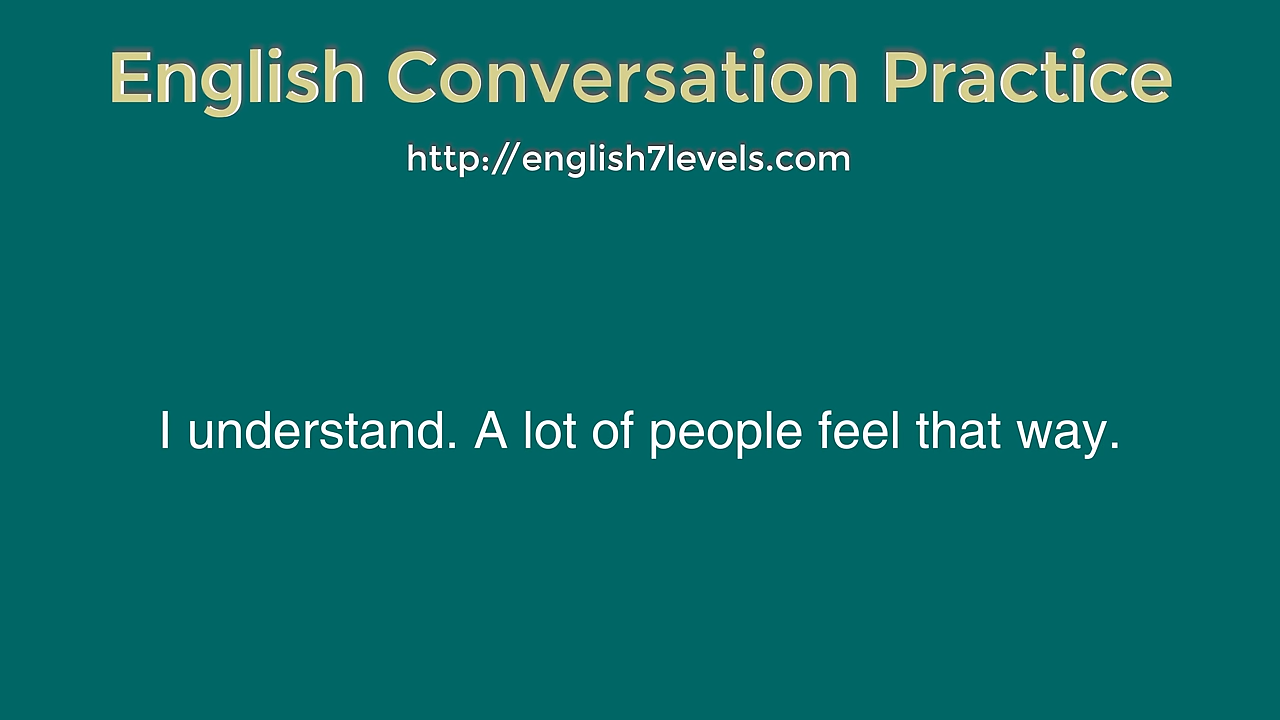 English Conversation Practice
http://english7levels.com
I understand. A lot of people feel that way.